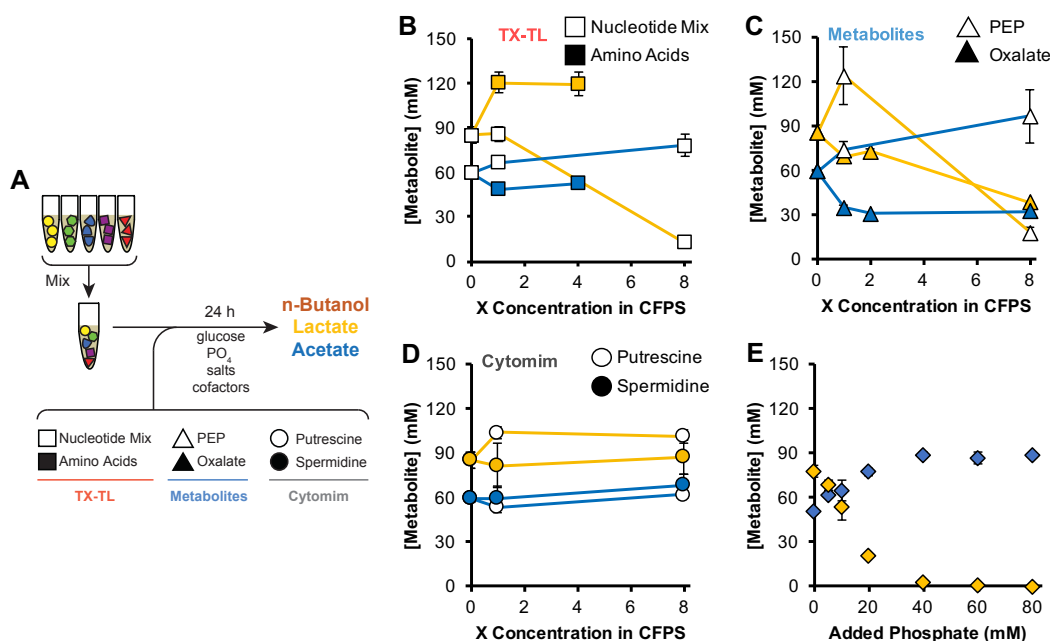 A
Mix
24 h
glucose
PO4
salts
cofactors
n-Butanol
Lactate
Acetate
Nucleotide Mix
Amino Acids
TX-TL
PEP
Oxalate
Metabolites
Putrescine
Spermidine
Cytomim
B
TX-TL
Nucleotide Mix
Amino Acids
[Metabolite] (mM)
150
120
90
60
30
0
0 2 4 6 8
X Concentration in CFPS
C
Metabolites
PEP
Oxalate
[Metabolite] (mM)
150
120
90
60
30
0
0 2 4 6 8
X Concentration in CFPS
D
Cytomim
Putrescine
Spermidine
[Metabolite] (mM)
150
120
90
60
30
0
0 2 4 6 8
X Concentration in CFPS
E
[Metabolite] (mM)
150
120
90
60
30
0
0 20 40 60 80
Added Phosphate (mM)